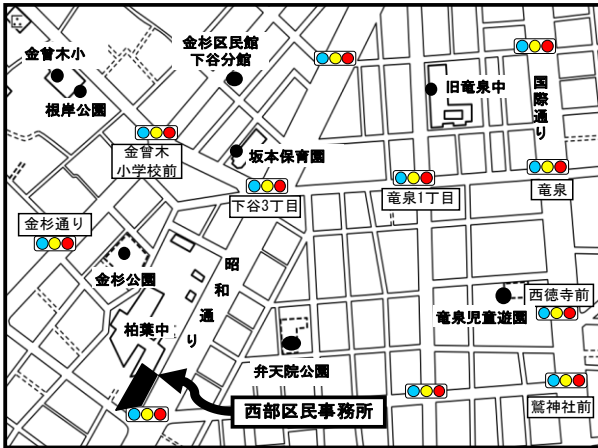 金曾木小
金杉区民館
下谷分館
根岸公園
旧竜泉中
国際通り
金曾木
小学校前
坂本保育園
下谷3丁目
竜泉1丁目
竜泉
金杉通り
金杉公園
昭和通り
柏葉中
竜泉児童遊園
西徳寺前
弁天院公園
西部区民事務所
鷲神社前